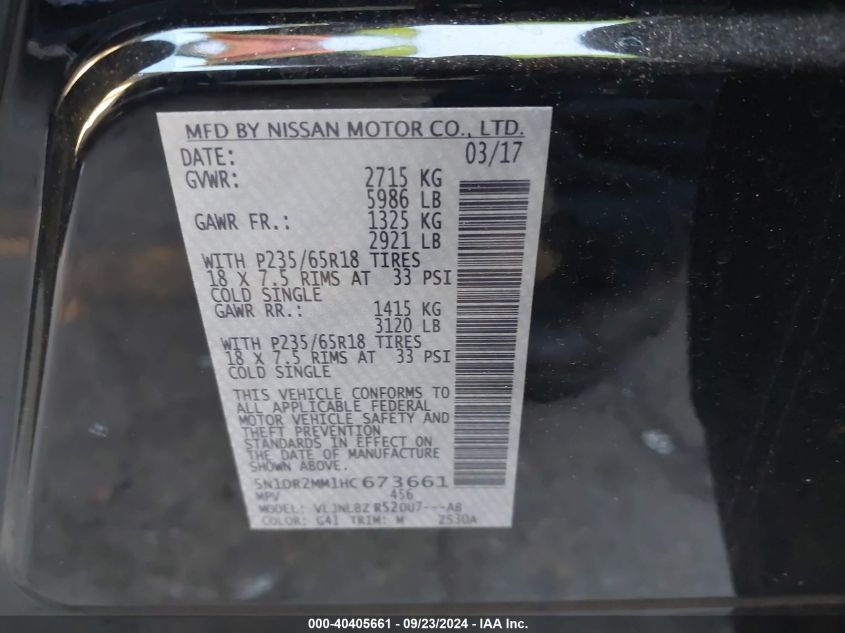 MFD BY NISSAN MOTOR CO., LTD.
DATE: 03/17
GVWR: 2715 KG
5986 LB
GAWR FR.: 1325 KG
2921 LB
WITH P235/65R18 TIRES
18 X 7.5 RIMS AT 33 PSI
COLD SINGLE
GAWR RR.: 1415 KG
3120 LB
WITH P235/65R18 TIRES
18 X 7.5 RIMS AT 33 PSI
COLD SINGLE
THIS VEHICLE CONFORMS TO
ALL APPLICABLE FEDERAL
MOTOR VEHICLE SAFETY AND
THEFT PREVENTION
STANDARDS IN EFFECT ON
THE DATE OF MANUFACTURE
SHOWN ABOVE.
5N1DR2MM1HC673661
MPV 456
MODEL: VLJNLBZ R52DU7---AB
COLOR: G41 TRIM: M 2530A
000-40405661 - 09/23/2024 - IAA Inc.